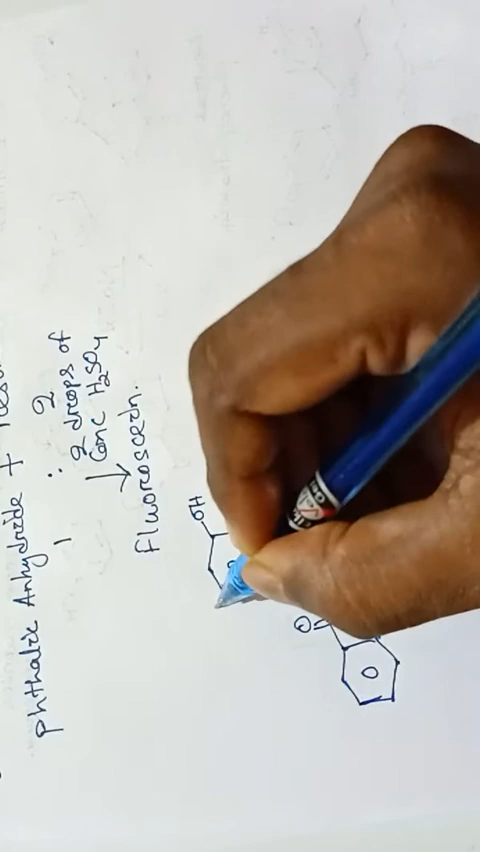 phthalic Anhydride +
1 : 2
2 drops of
Conc H₂SO₄
Fluoroscein.
OH
O
O